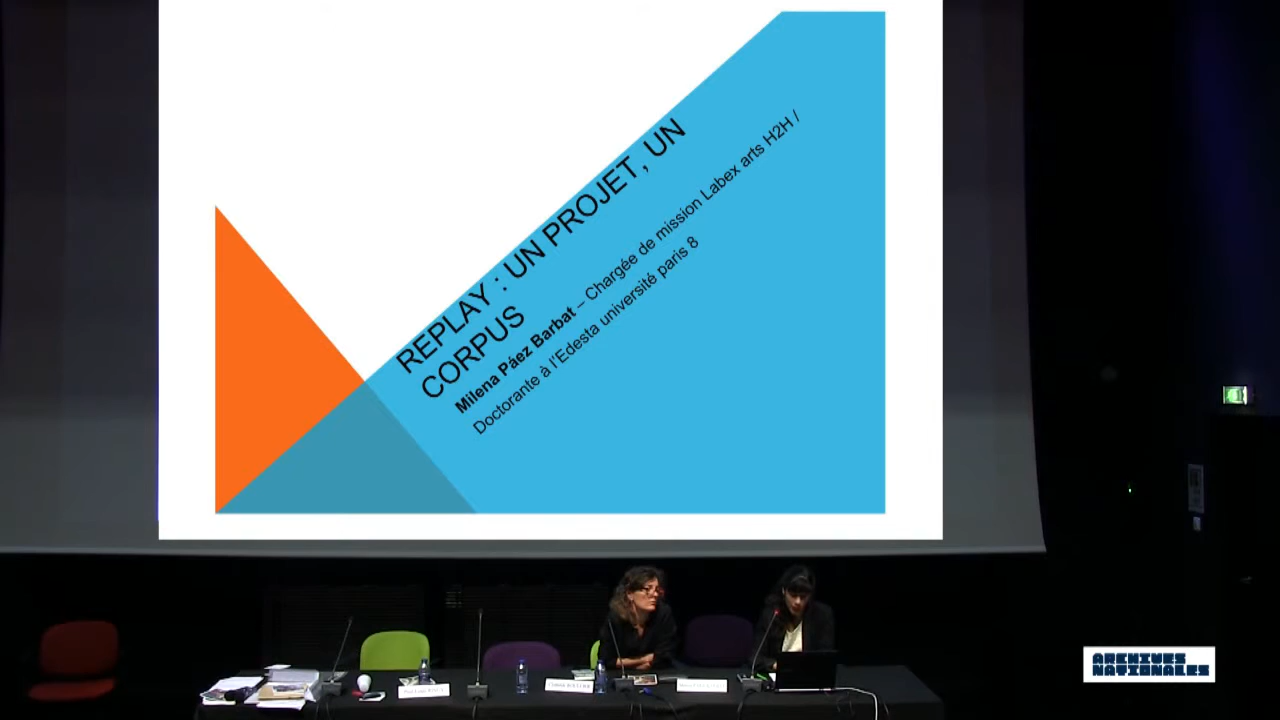 REPLAY : UN PROJET, UN
CORPUS
Milena Páez Barbat – Chargée de mission Labex arts H2H /
Doctorante à l'Edesta université paris 8
ARCHIVES
NATIONALES